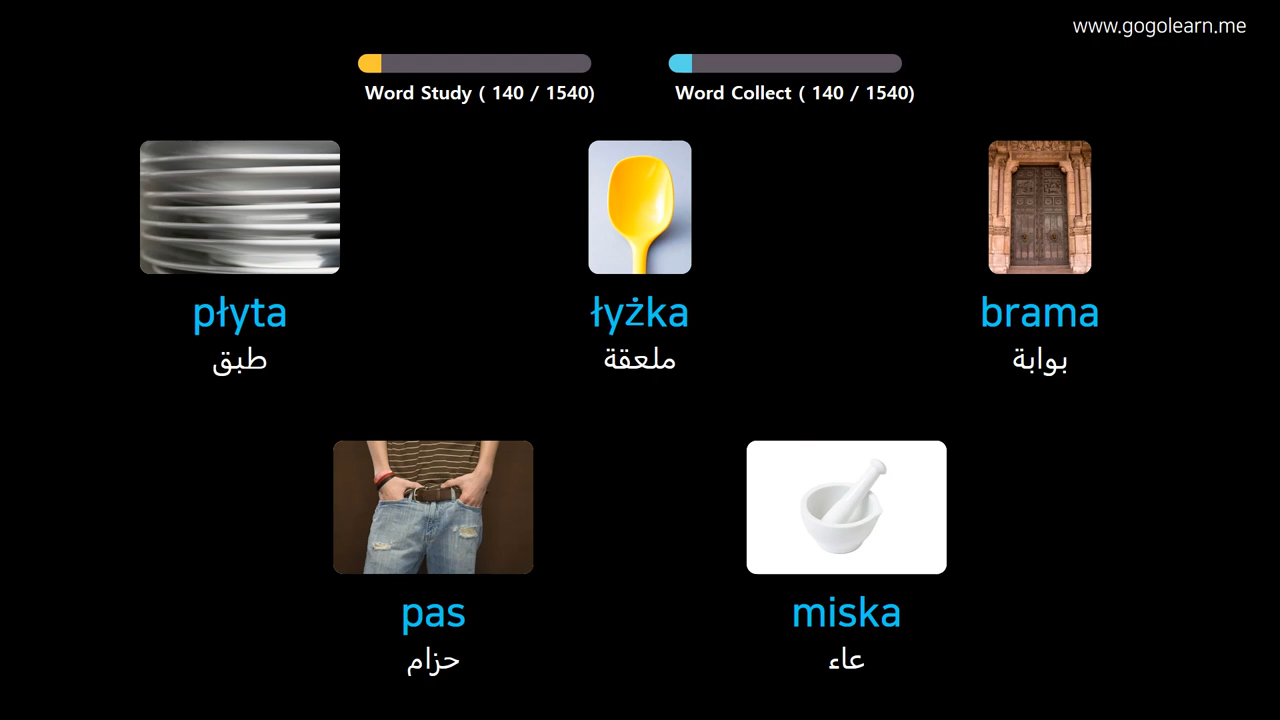 www.gogolearn.me
Word Study ( 140 / 1540)
Word Collect ( 140 / 1540)
płyta
łyżka
brama
طبق
ملعقة
بوابة
pas
miska
حزام
عاء